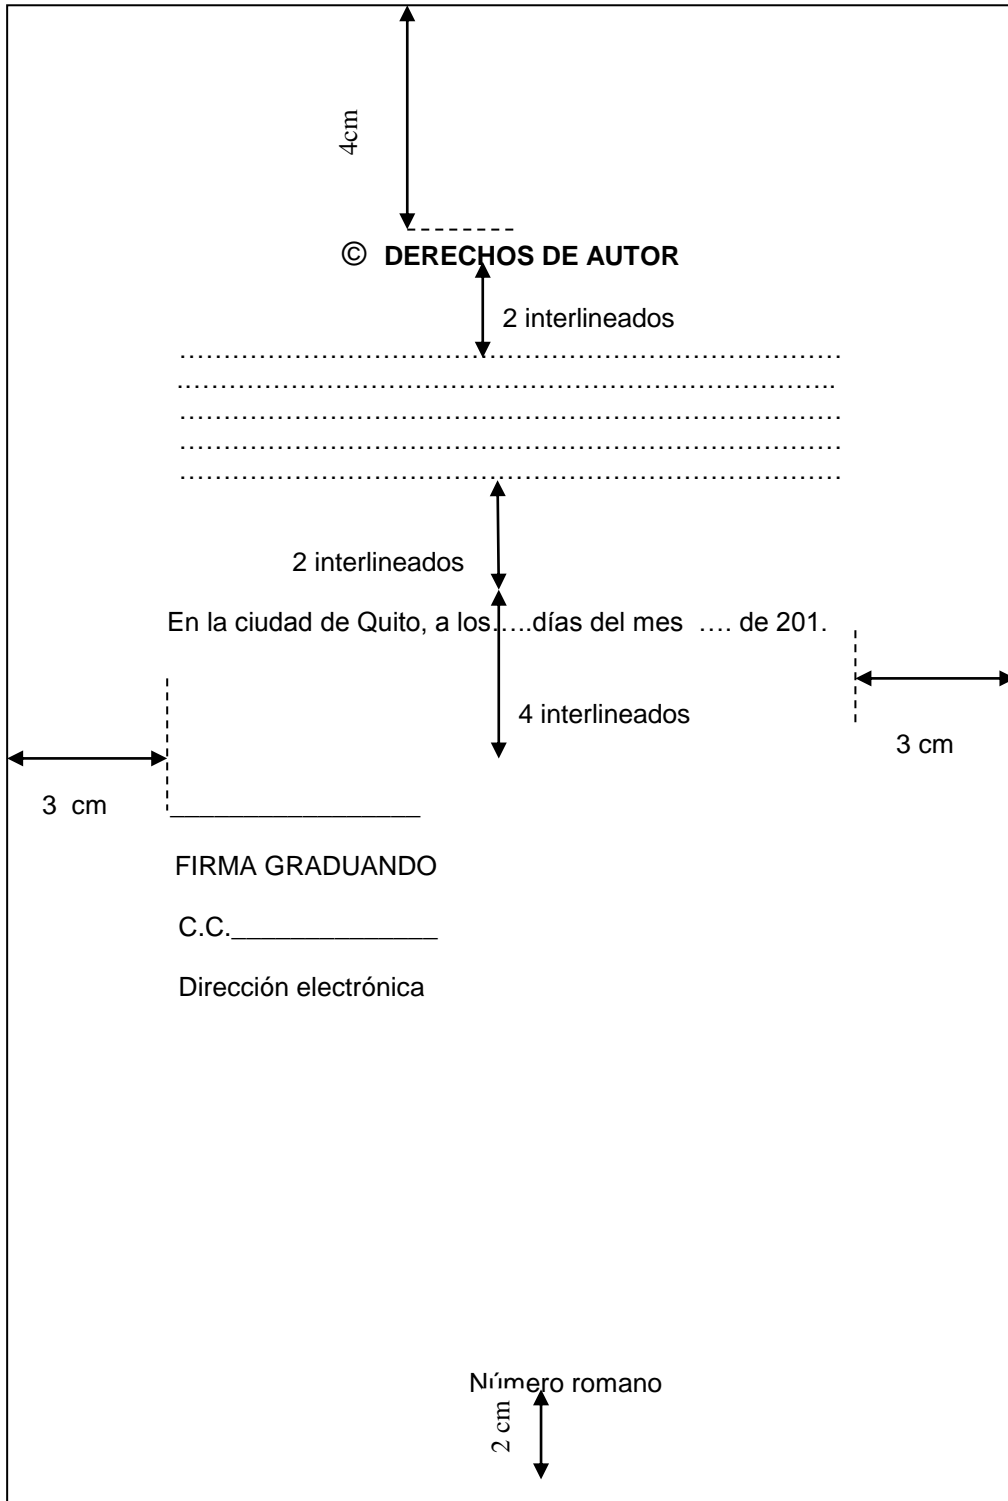 4cm
© DERECHOS DE AUTOR
2 interlineados
……………………………………………………………………
…………………………………………………………………..
……………………………………………………………………
……………………………………………………………………
……………………………………………………………………
2 interlineados
En la ciudad de Quito, a los…..días del mes …. de 201.
4 interlineados
3 cm
3 cm
_________________
FIRMA GRADUANDO
C.C.______________
Dirección electrónica
Número romano
2 cm